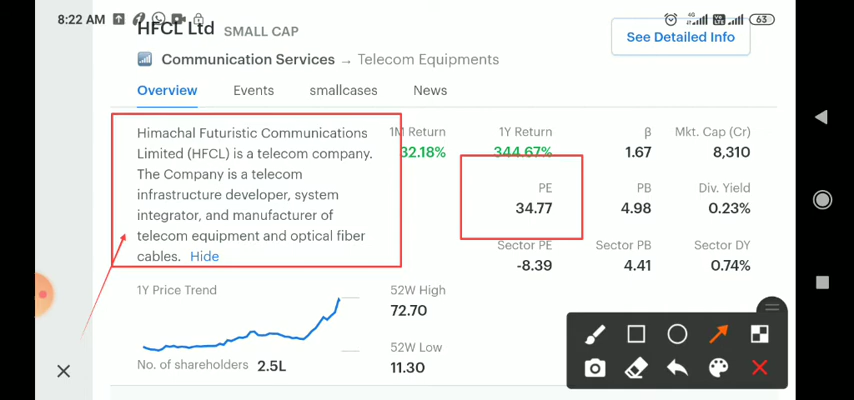 8:22 AM
4G
VoLTE
63
HFCL Ltd SMALL CAP
See Detailed Info
Communication Services → Telecom Equipments
Overview Events smallcases News
Himachal Futuristic Communications
Limited (HFCL) is a telecom company.
The Company is a telecom
infrastructure developer, system
integrator, and manufacturer of
telecom equipment and optical fiber
cables. Hide
1M Return 1Y Return β Mkt. Cap (Cr)
32.18% 344.67% 1.67 8,310
PE PB Div. Yield
34.77 4.98 0.23%
Sector PE Sector PB Sector DY
-8.39 4.41 0.74%
1Y Price Trend
No. of shareholders 2.5L
52W High
72.70
52W Low
11.30